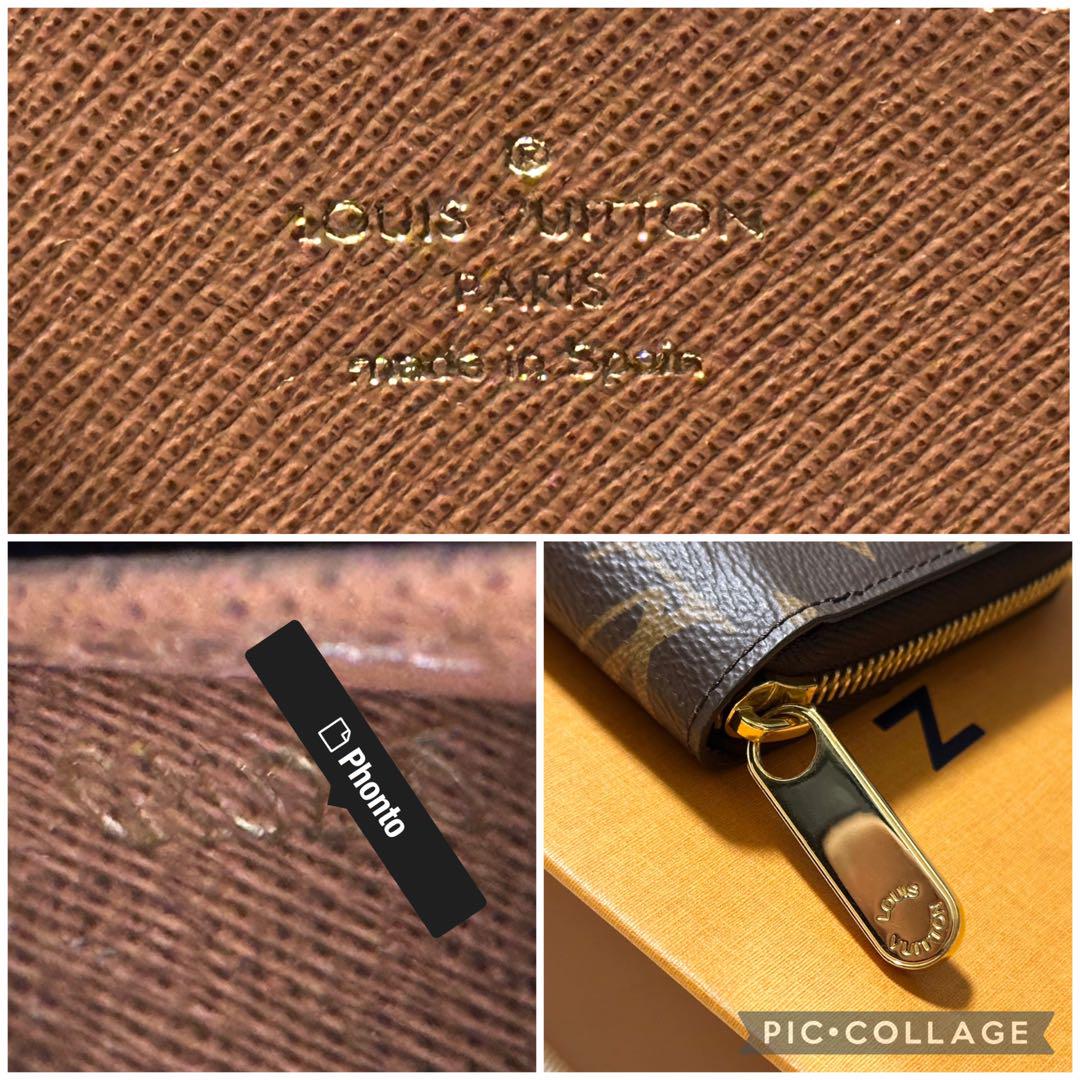 ®
LOUIS VUITTON
PARIS
made in Spain
Phonto
LOUIS
VUITTON
PIC•COLLAGE